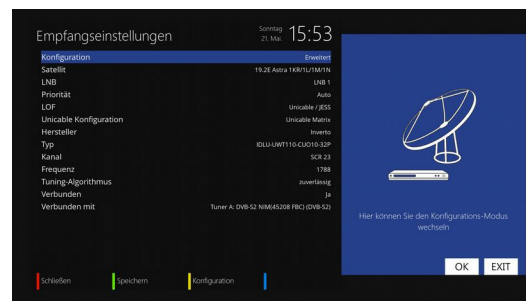 Empfangseinstellungen
Sonntag 21. Mai. 15:53
Konfiguration Erweitert
Satellit 19.2E Astra 1KR/1L/1M/1N
LNB LNB 1
Priorität Auto
LOF Unicable / JESS
Unicable Konfiguration Unicable Matrix
Hersteller Inverto
Typ IDLU-UWT110-CUO10-32P
Kanal SCR 23
Frequenz 1788
Tuning-Algorithmus zuverlässig
Verbunden Ja
Verbunden mit Tuner A: DVB-S2 NIM(45208 FBC) (DVB-S2)
Hier können Sie den Konfigurations-Modus
wechseln
OK EXIT
Schließen Speichern Konfiguration